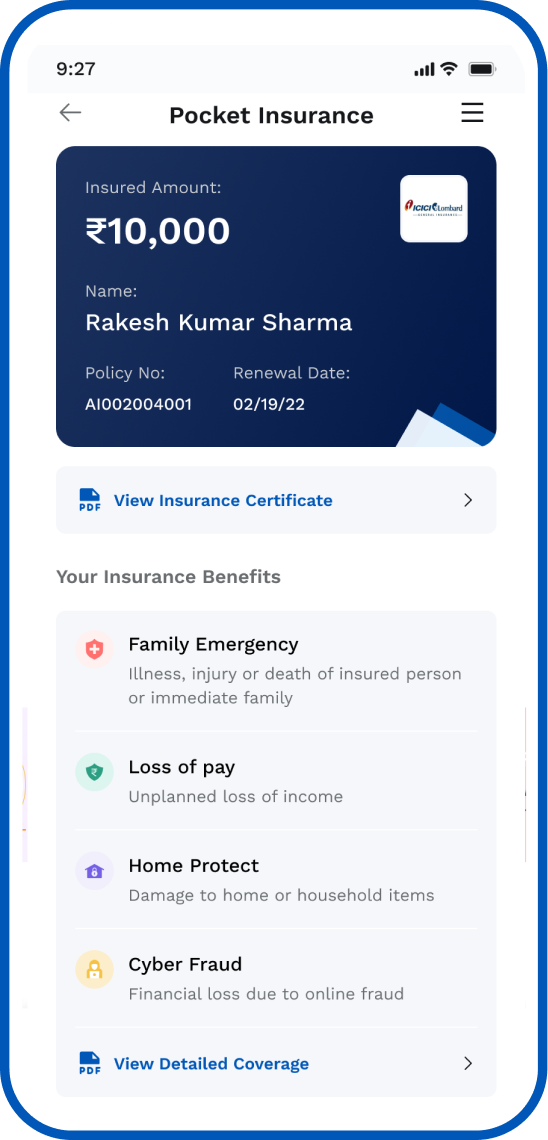 9:27
Pocket Insurance
Insured Amount:
₹10,000
ICICI Lombard
GENERAL INSURANCE
Name:
Rakesh Kumar Sharma
Policy No:
Renewal Date:
AI002004001
02/19/22
PDF
View Insurance Certificate
Your Insurance Benefits
Family Emergency
Illness, injury or death of insured person
or immediate family
Loss of pay
Unplanned loss of income
Home Protect
Damage to home or household items
Cyber Fraud
Financial loss due to online fraud
PDF
View Detailed Coverage